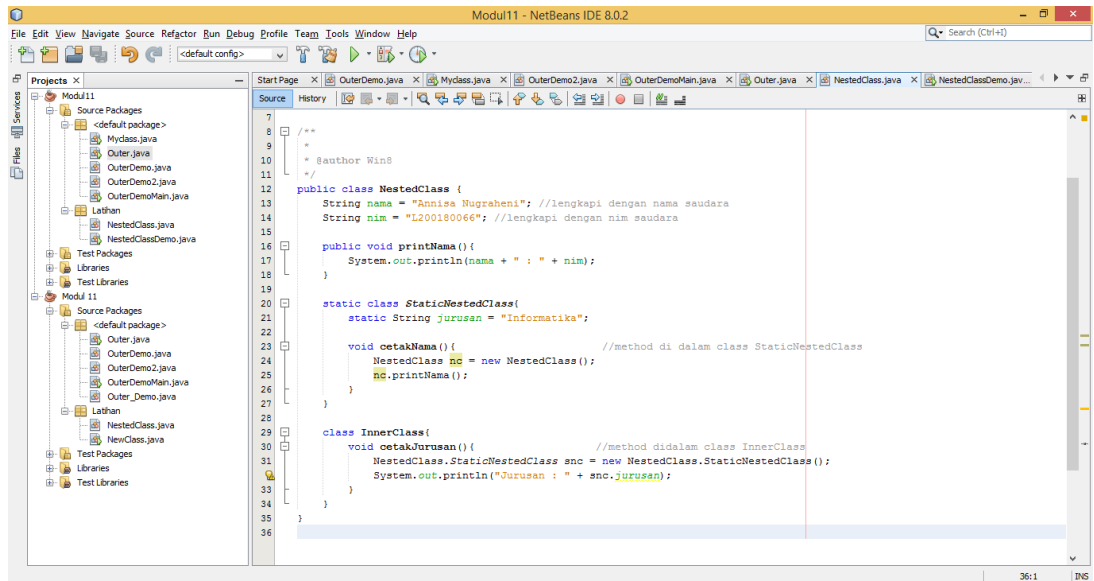 Modul11 - NetBeans IDE 8.0.2
File Edit View Navigate Source Refactor Run Debug Profile Team Tools Window Help
Search (Ctrl+I)
<default config>
Projects
Start Page OuterDemo.java Myclass.java OuterDemo2.java OuterDemoMain.java Outer.java NestedClass.java NestedClassDemo.jav...
Source History
Services
Files
Modul11
Source Packages
<default package>
Myclass.java
Outer.java
OuterDemo.java
OuterDemo2.java
OuterDemoMain.java
Latihan
NestedClass.java
NestedClassDemo.java
Test Packages
Libraries
Test Libraries
Modul 11
Source Packages
<default package>
Outer.java
OuterDemo.java
OuterDemo2.java
OuterDemoMain.java
Outer_Demo.java
Latihan
NestedClass.java
NewClass.java
Test Packages
Libraries
Test Libraries
7
8 /**
9 *
10 * @author Win8
11 */
12 public class NestedClass {
13 String nama = "Annisa Nugraheni"; //lengkapi dengan nama saudara
14 String nim = "L200180066"; //lengkapi dengan nim saudara
15
16 public void printNama(){
17 System.out.println(nama + " : " + nim);
18 }
19
20 static class StaticNestedClass{
21 static String jurusan = "Informatika";
22
23 void cetakNama(){ //method di dalam class StaticNestedClass
24 NestedClass nc = new NestedClass();
25 nc.printNama();
26 }
27 }
28
29 class InnerClass{
30 void cetakJurusan(){ //method didalam class InnerClass
31 NestedClass.StaticNestedClass snc = new NestedClass.StaticNestedClass();
System.out.println("Jurusan : " + snc.jurusan);
33 }
34 }
35 }
36
36:1 INS